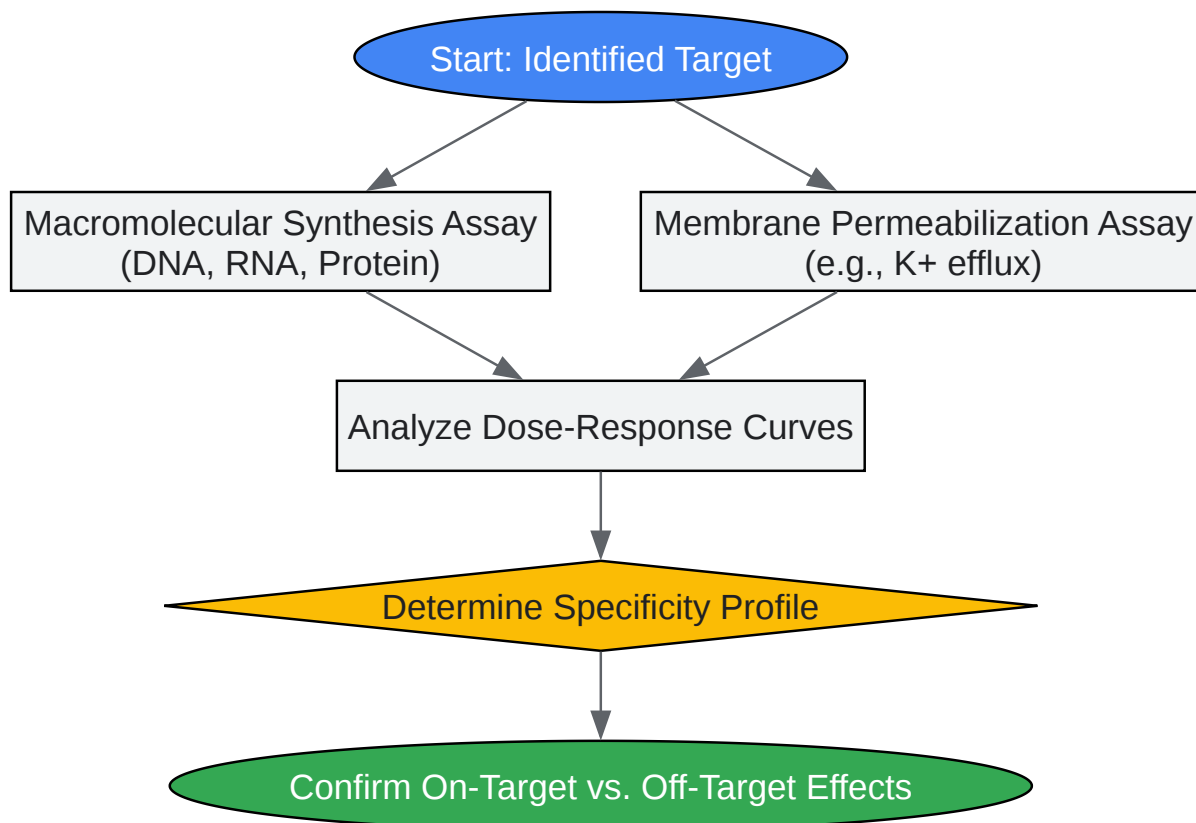 Start: Identified Target
Macromolecular Synthesis Assay
(DNA, RNA, Protein)
Membrane Permeabilization Assay
(e.g., K+ efflux)
Analyze Dose-Response Curves
Determine Specificity Profile
Confirm On-Target vs. Off-Target Effects